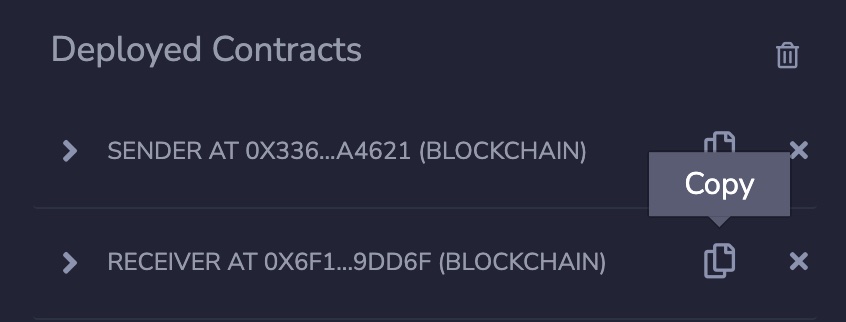 Deployed Contracts
SENDER AT 0X336...A4621 (BLOCKCHAIN)
Copy
RECEIVER AT 0X6F1...9DD6F (BLOCKCHAIN)